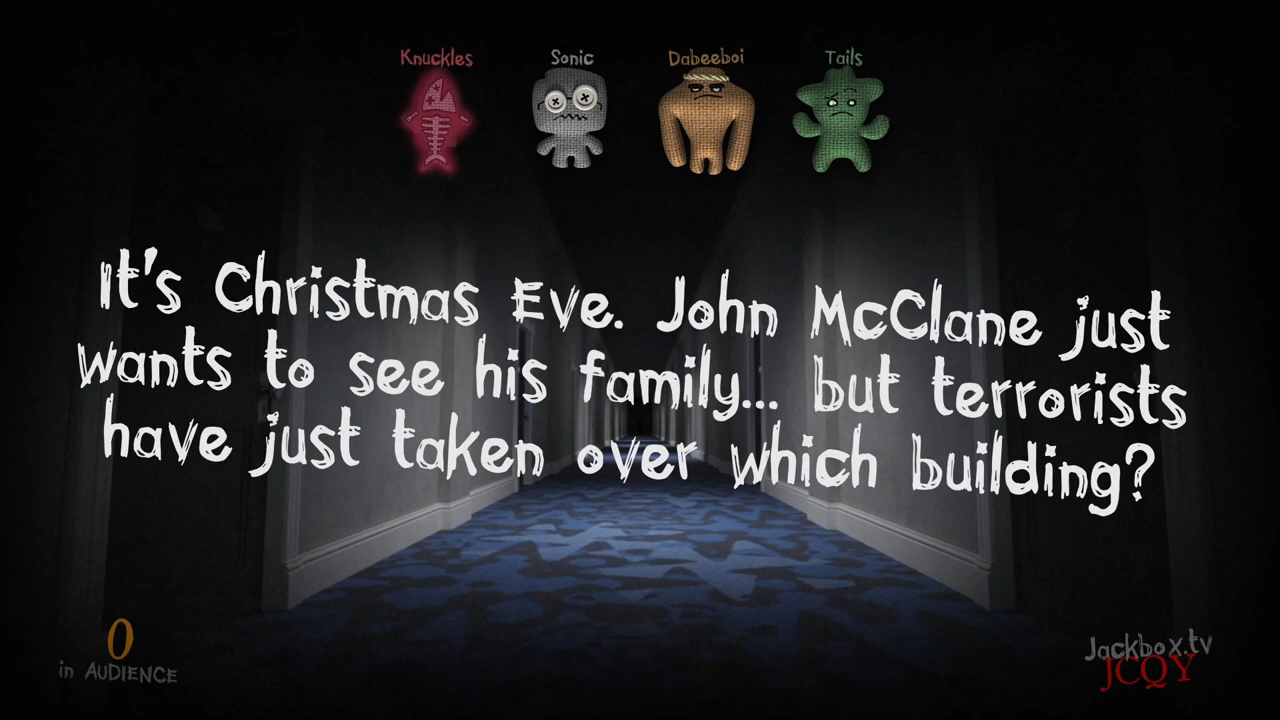 Knuckles Sonic Dabeeboi Tails
It's Christmas Eve. John McClane just
wants to see his family... but terrorists
have just taken over which building?
0
in AUDIENCE
Jackbox.tv
JCQY